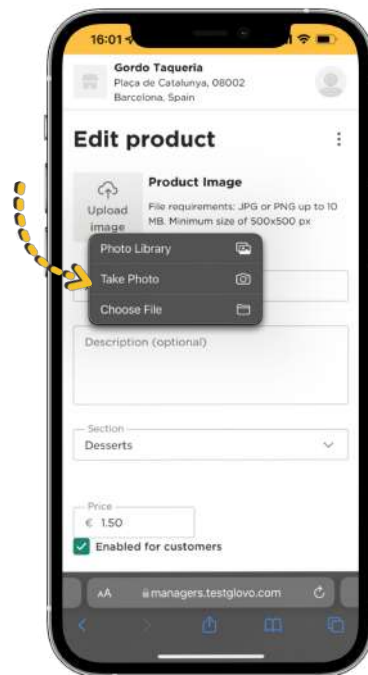 16:01
Gordo Taqueria
Plaça de Catalunya, 08002
Barcelona, Spain
Edit product
Product Image
Upload
image
File requirements: JPG or PNG up to 10
MB. Minimum size of 500x500 px
Photo Library
Take Photo
Choose File
Description (optional)
Section
Desserts
Price
€ 1.50
Enabled for customers
AA managers.testglovo.com